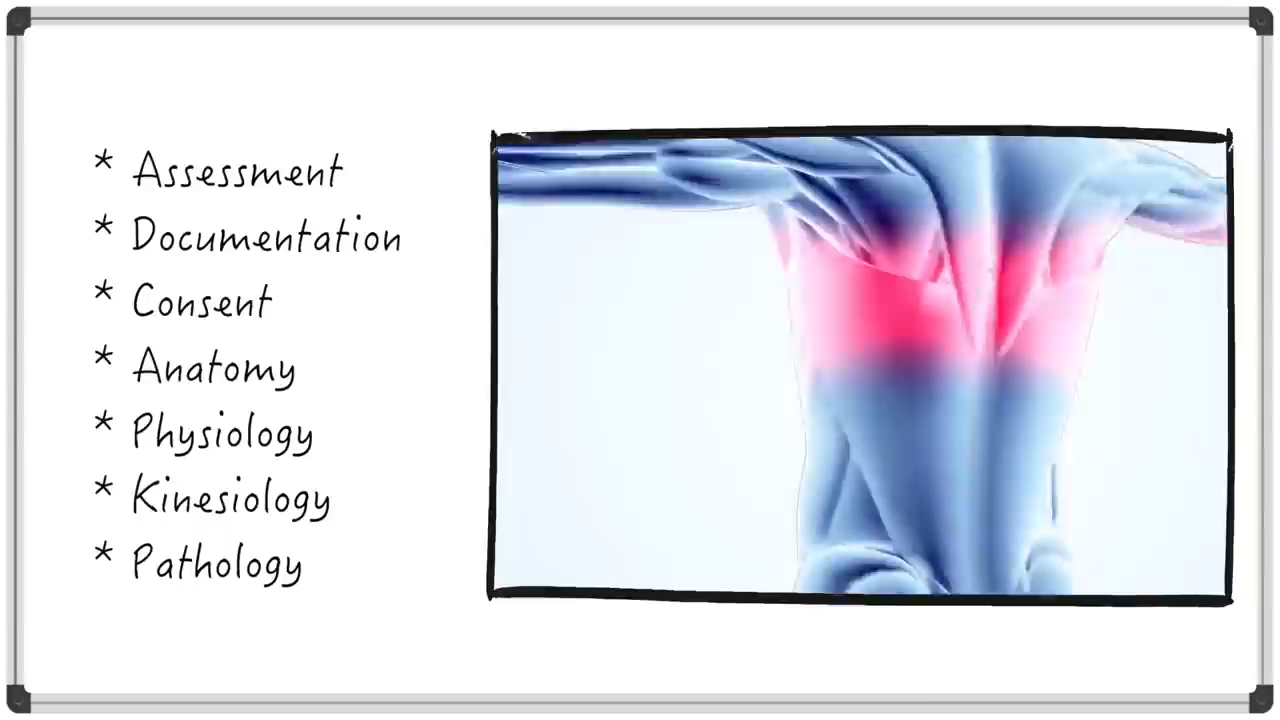 * Assessment
* Documentation
* Consent
* Anatomy
* Physiology
* Kinesiology
* Pathology